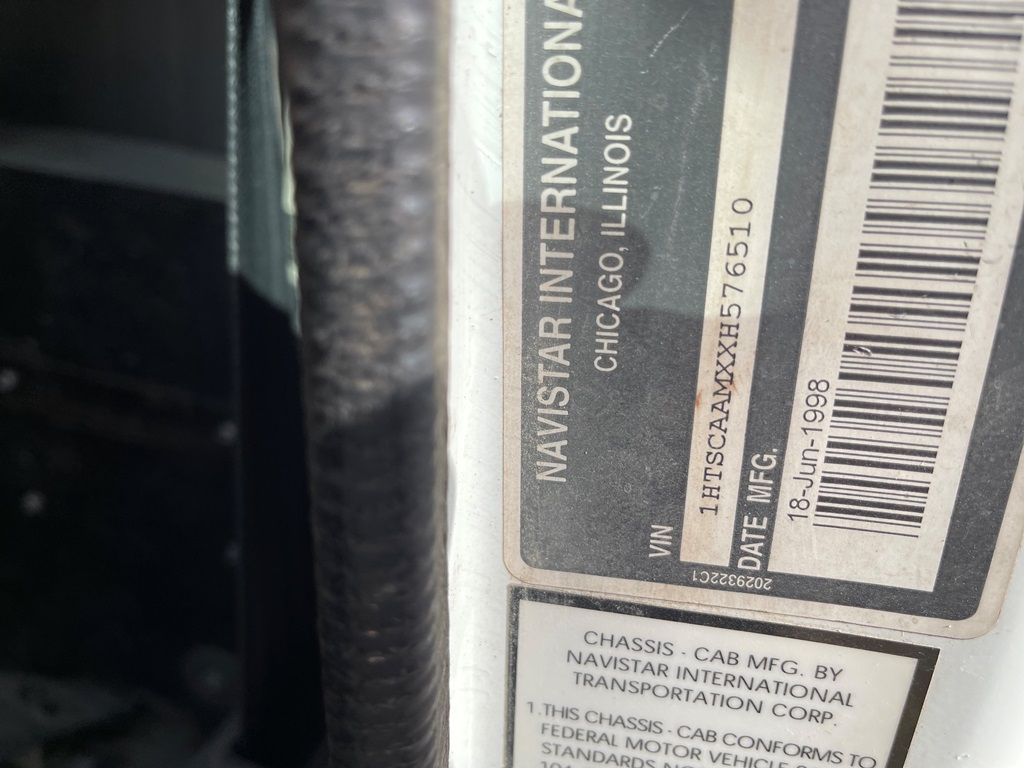 NAVISTAR INTERNATIONA
CHICAGO, ILLINOIS
VIN
1HTSCAAMXXH576510
DATE MFG.
18-Jun-1998
2029322C1
CHASSIS - CAB MFG. BY
NAVISTAR INTERNATIONAL
TRANSPORTATION CORP.
1. THIS CHASSIS - CAB CONFORMS TO
FEDERAL MOTOR VEHICLE
STANDARDS